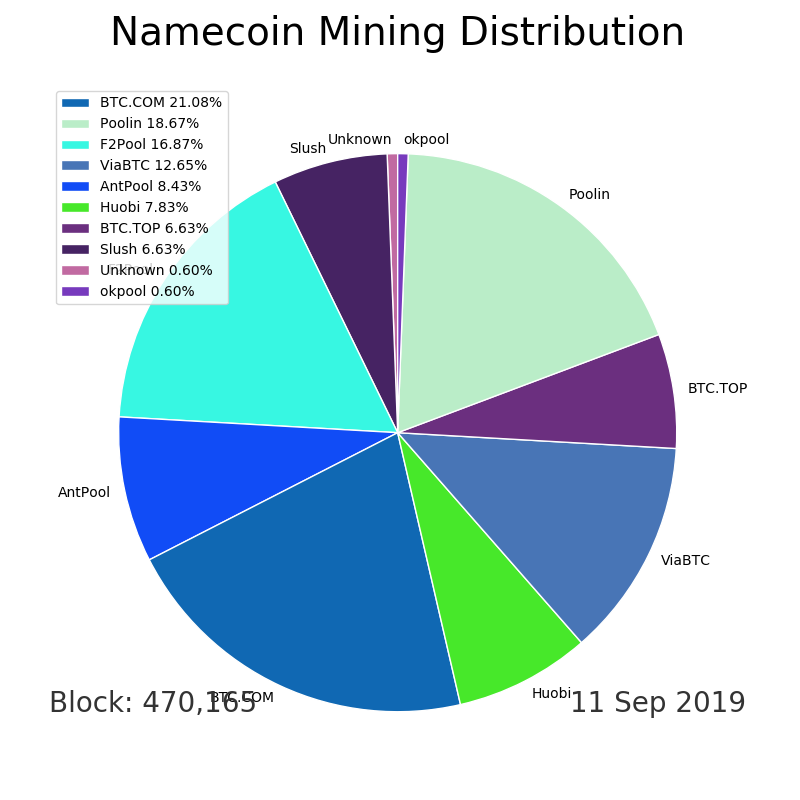 Namecoin Mining Distribution
BTC.COM 21.08%
Poolin 18.67%
F2Pool 16.87%
ViaBTC 12.65%
AntPool 8.43%
Huobi 7.83%
BTC.TOP 6.63%
Slush 6.63%
Unknown 0.60%
okpool 0.60%
Slush
Unknown
okpool
Poolin
BTC.TOP
AntPool
ViaBTC
Huobi
BTC.COM
Block: 470,165
11 Sep 2019